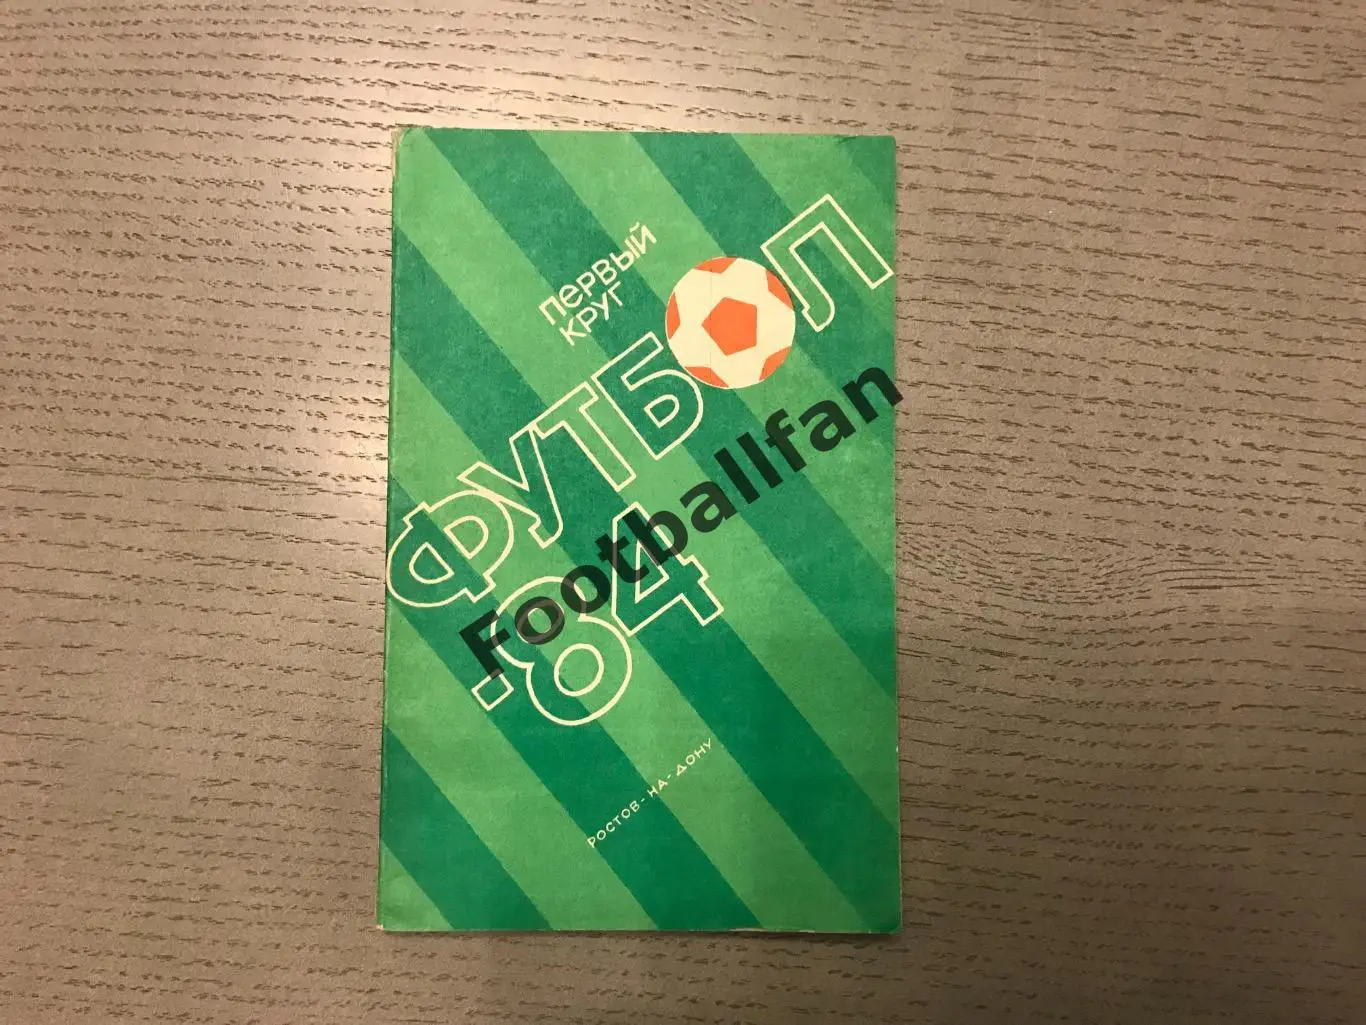 ПЕРВЫЙ
КРУГ
ФУТБОЛ
'84
РОСТОВ-НА-ДОНУ
Footballfan